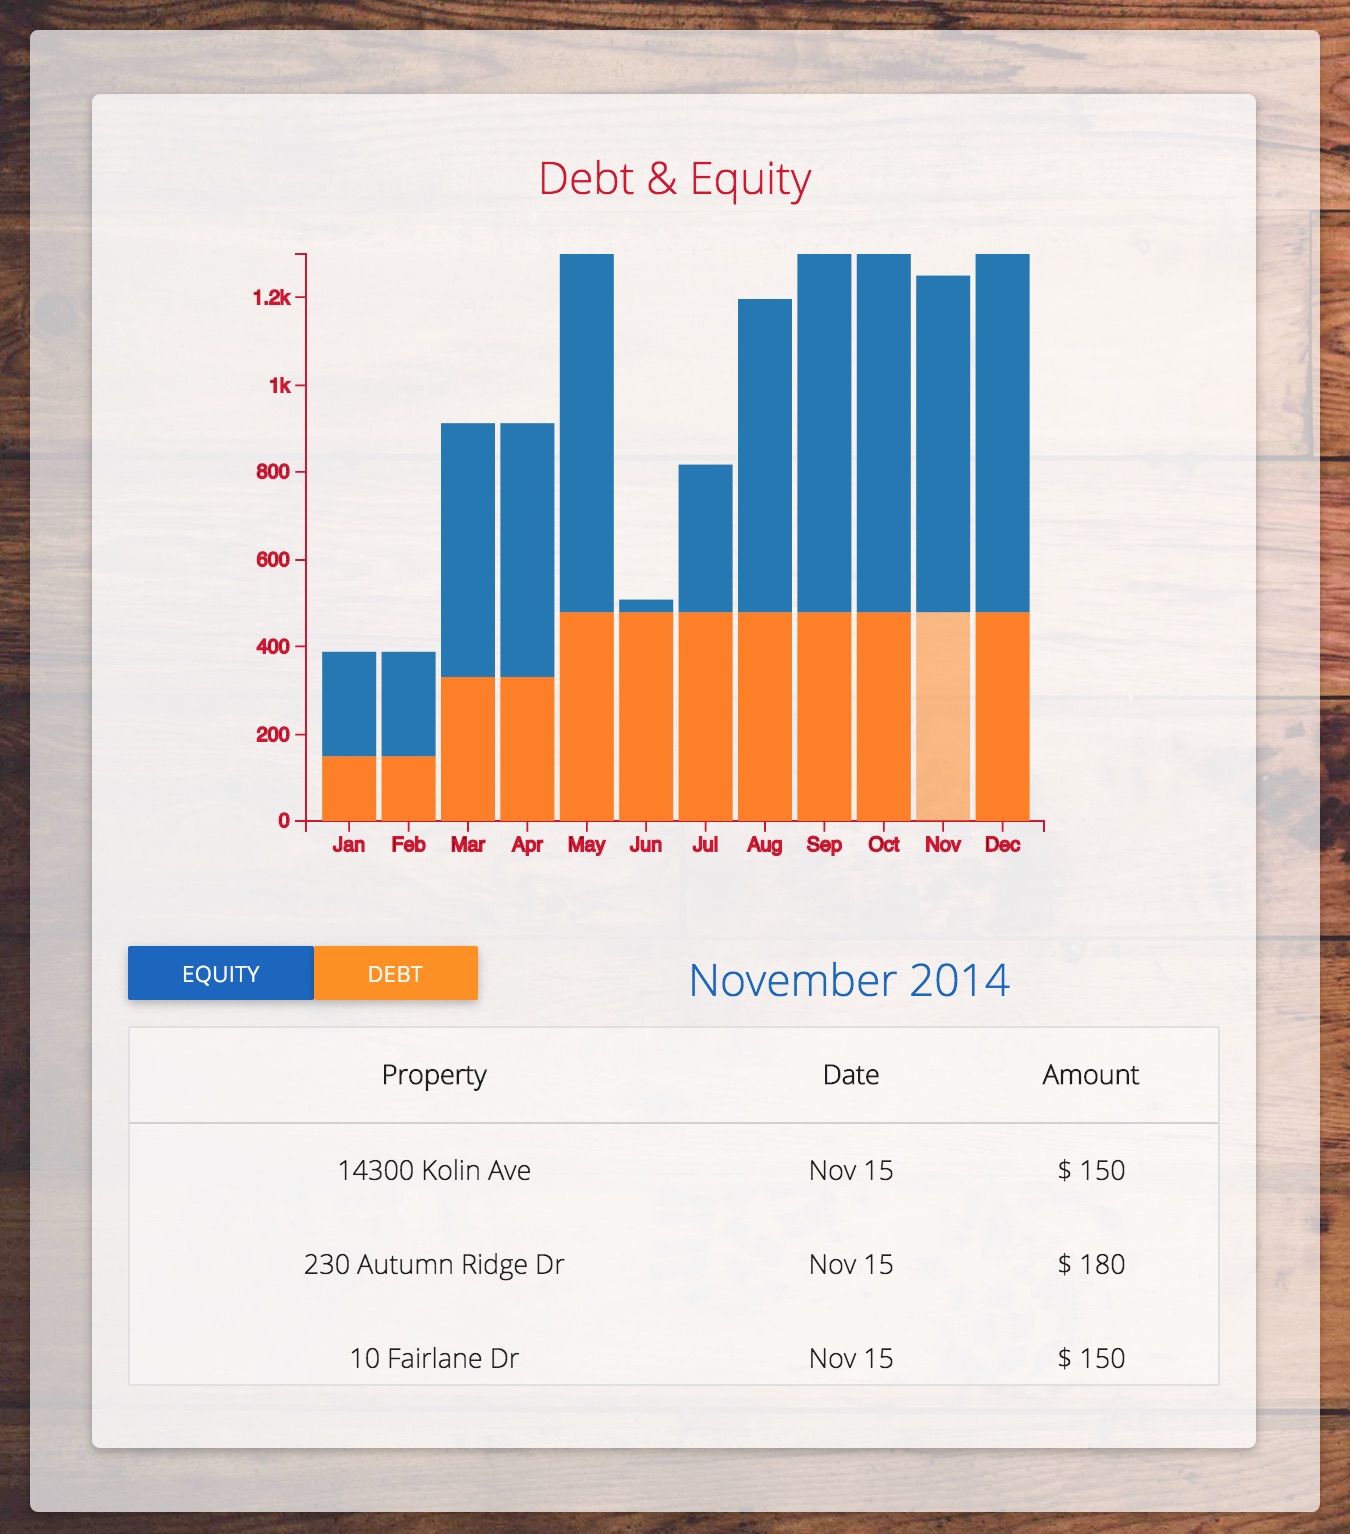 Debt & Equity
1.2k
1k
800
600
400
200
0
Jan Feb Mar Apr May Jun Jul Aug Sep Oct Nov Dec
EQUITY DEBT November 2014
Property Date Amount
14300 Kolin Ave Nov 15 $ 150
230 Autumn Ridge Dr Nov 15 $ 180
10 Fairlane Dr Nov 15 $ 150